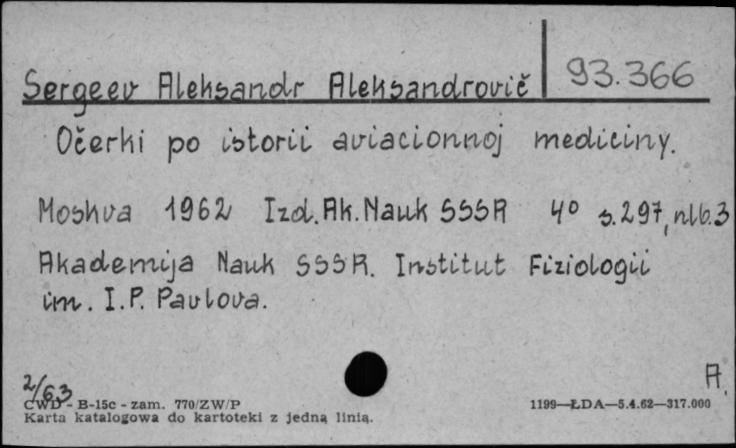 Sergeev Aleksandr Aleksandrovič 93.366
Očerki po istorii aviacionnoj mediciny.
Moskva 1962 Izd. Ak. Nauk SSSR 4° s.297, nlb.3
Akademija Nauk SSSR. Institut Fiziologii
im. I.P. Pavlova.
A.
2/63
CWD - B-15c - zam. 770/ZW/P 1199—ŁDA—5.4.62—317.000
Karta katalogowa do kartoteki z jedną linią.